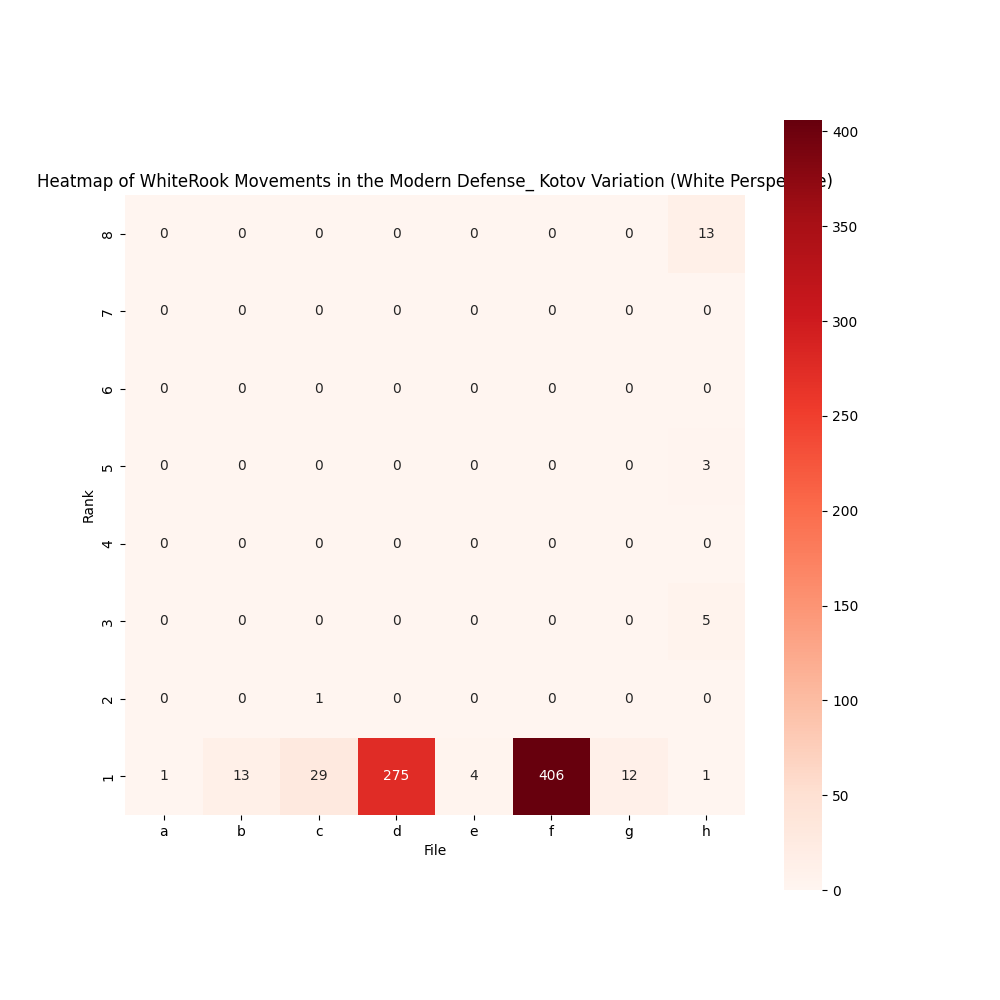 Heatmap of WhiteRook Movements in the Modern Defense_ Kotov Variation (White Perspe e)
400
350
300
250
200
150
100
50
0
Rank
8 0 0 0 0 0 0 0 13
7 0 0 0 0 0 0 0 0
6 0 0 0 0 0 0 0 0
5 0 0 0 0 0 0 0 3
4 0 0 0 0 0 0 0 0
3 0 0 0 0 0 0 0 5
2 0 0 1 0 0 0 0 0
1 1 13 29 275 4 406 12 1
a b c d e f g h
File